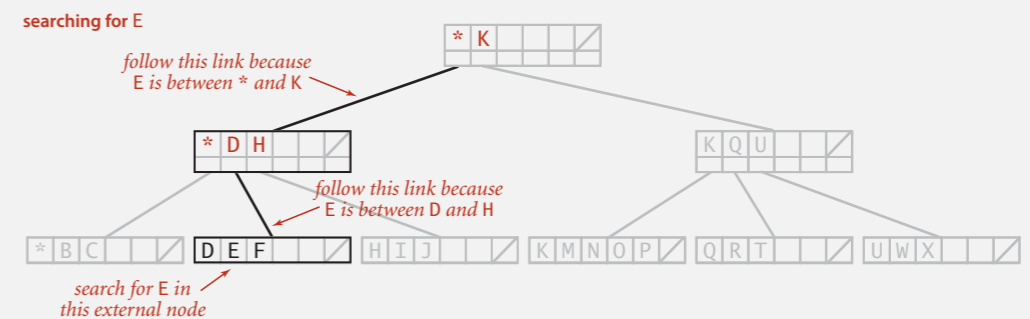 searching for E
* K
follow this link because
E is between * and K
* D H
K Q U
follow this link because
E is between D and H
* B C
D E F
H I J
K M N O P
Q R T
U W X
search for E in
this external node